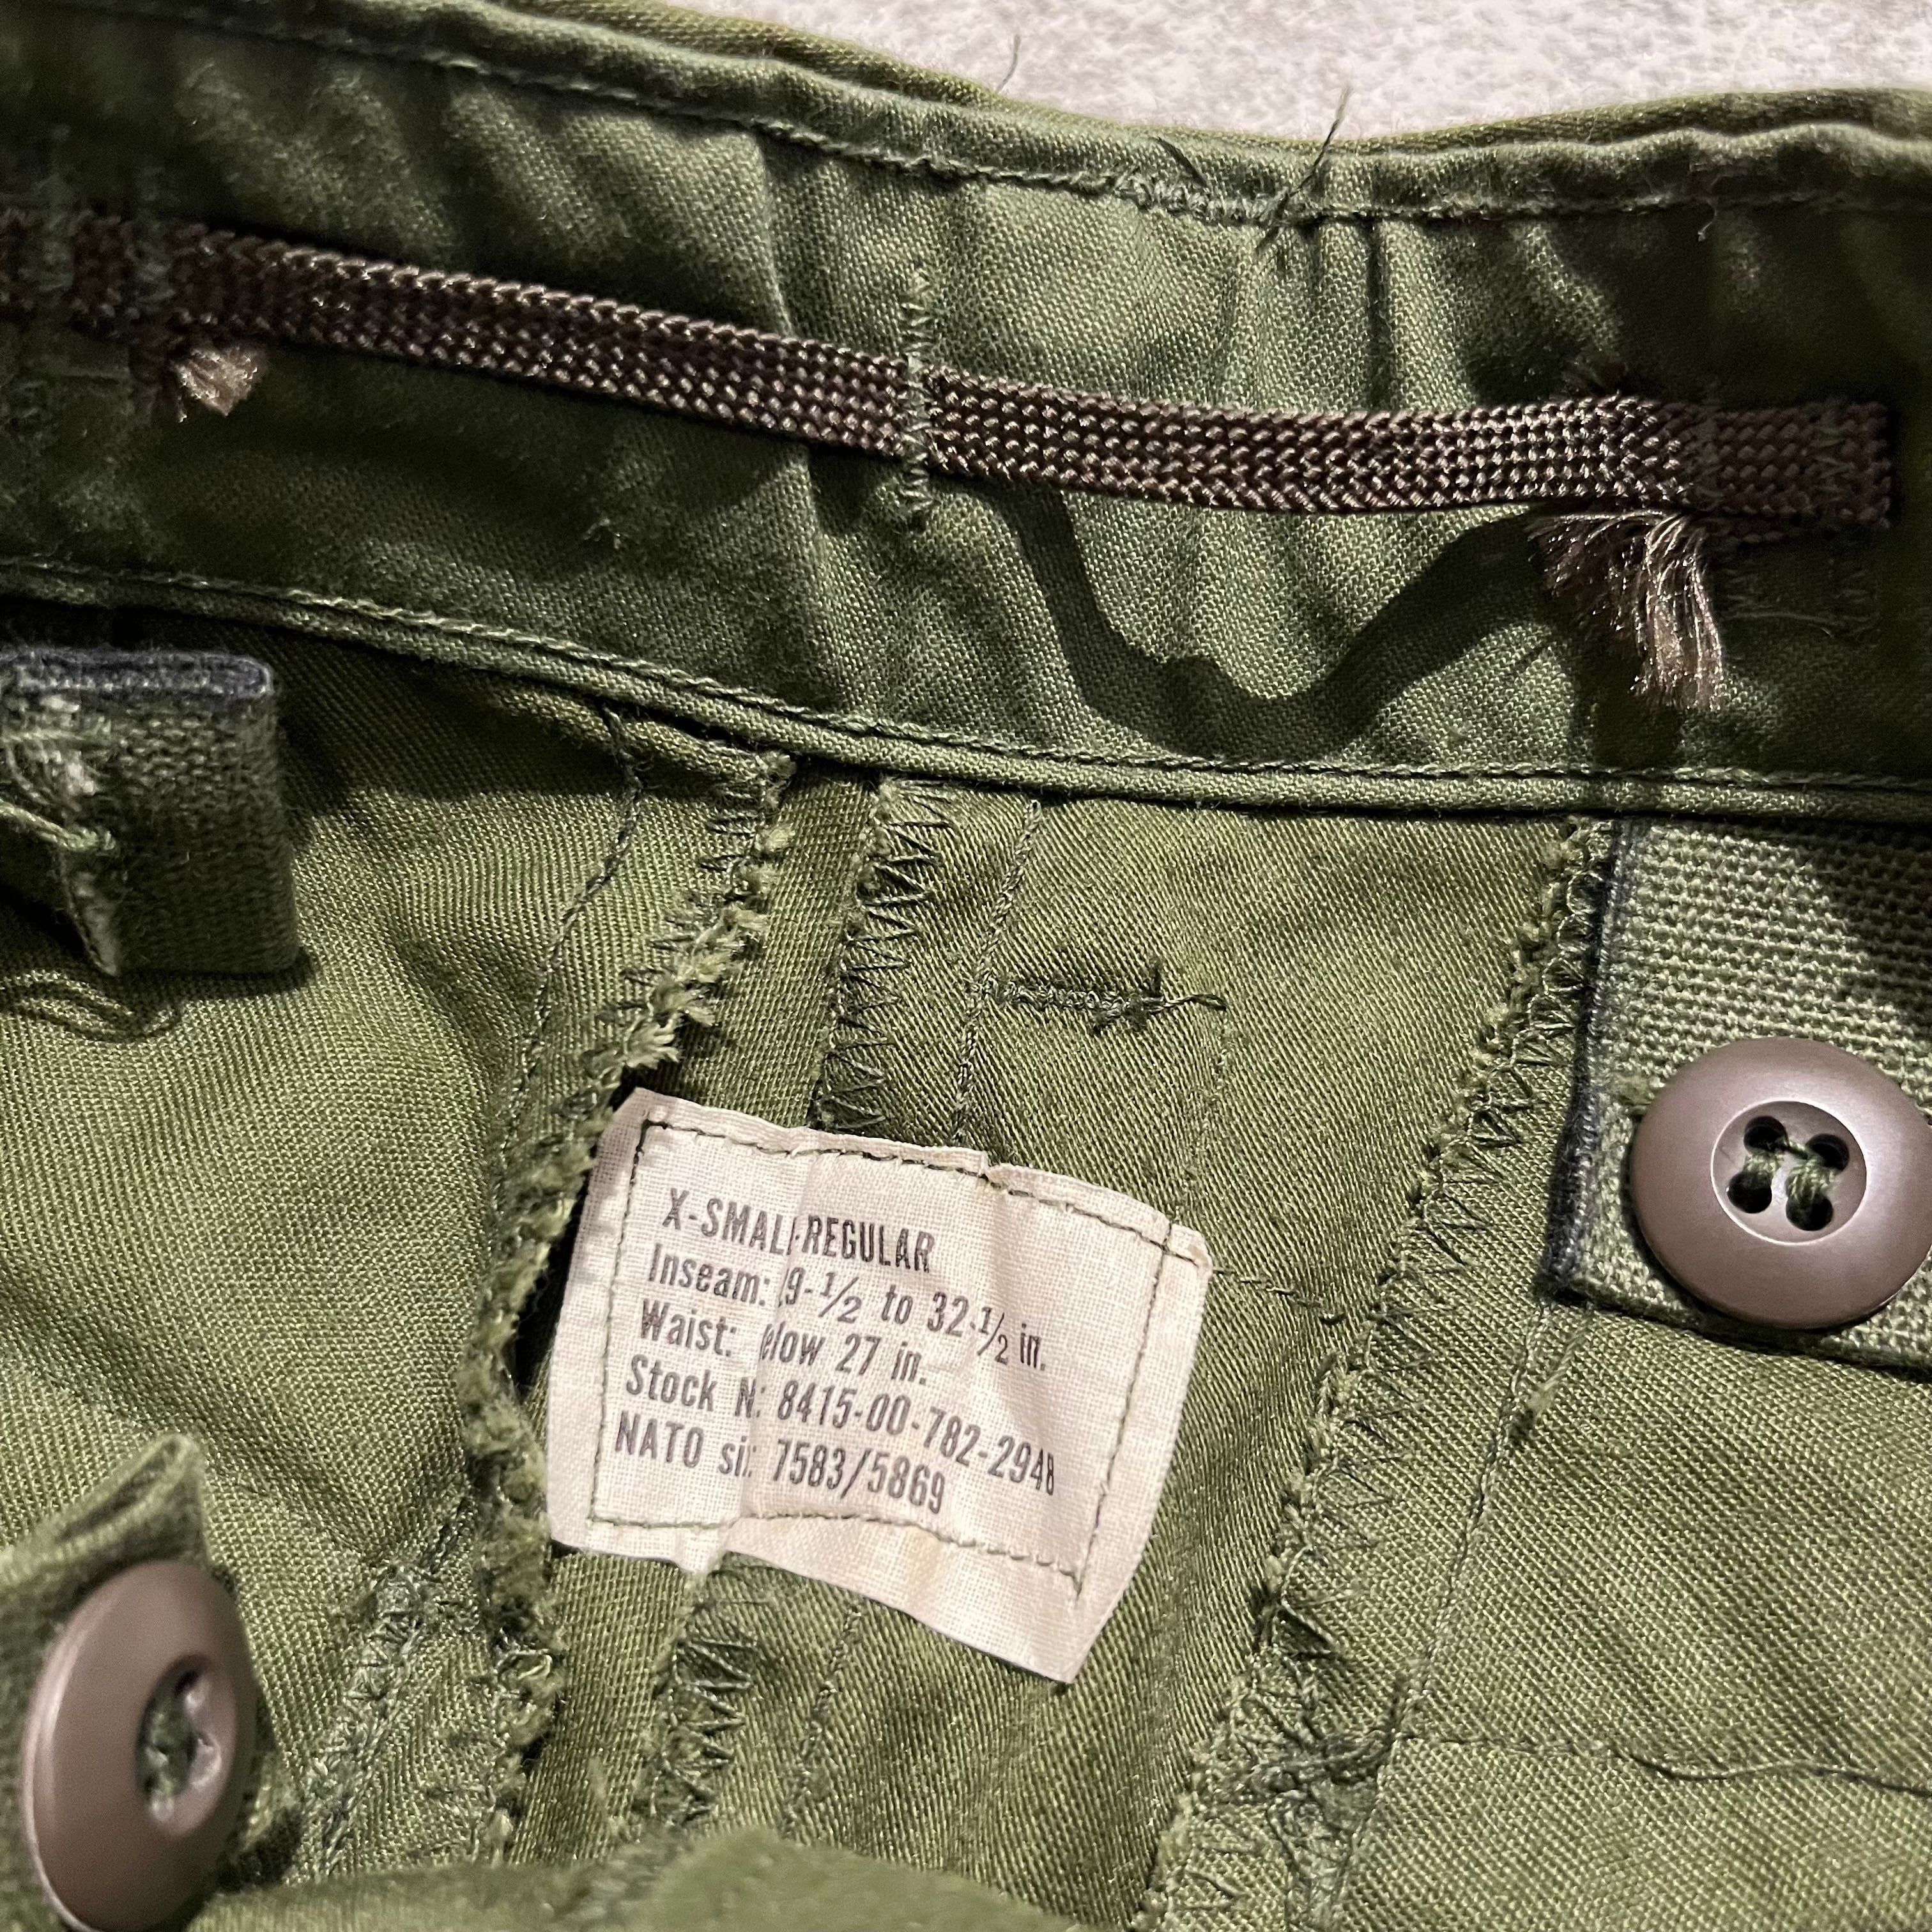 X-SMALL-REGULAR
Inseam: 29-1/2 to 32-1/2 in.
Waist: Below 27 in.
Stock N: 8415-00-782-2948
NATO si: 7583/5869